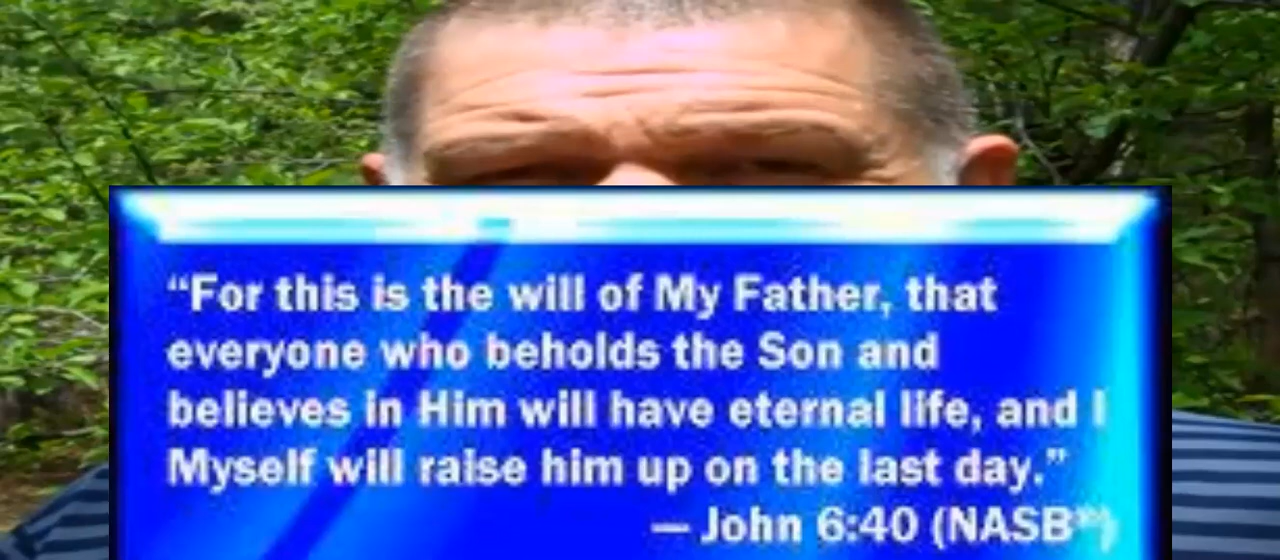 “For this is the will of My Father, that
everyone who beholds the Son and
believes in Him will have eternal life, and I
Myself will raise him up on the last day.”
— John 6:40 (NASB®)